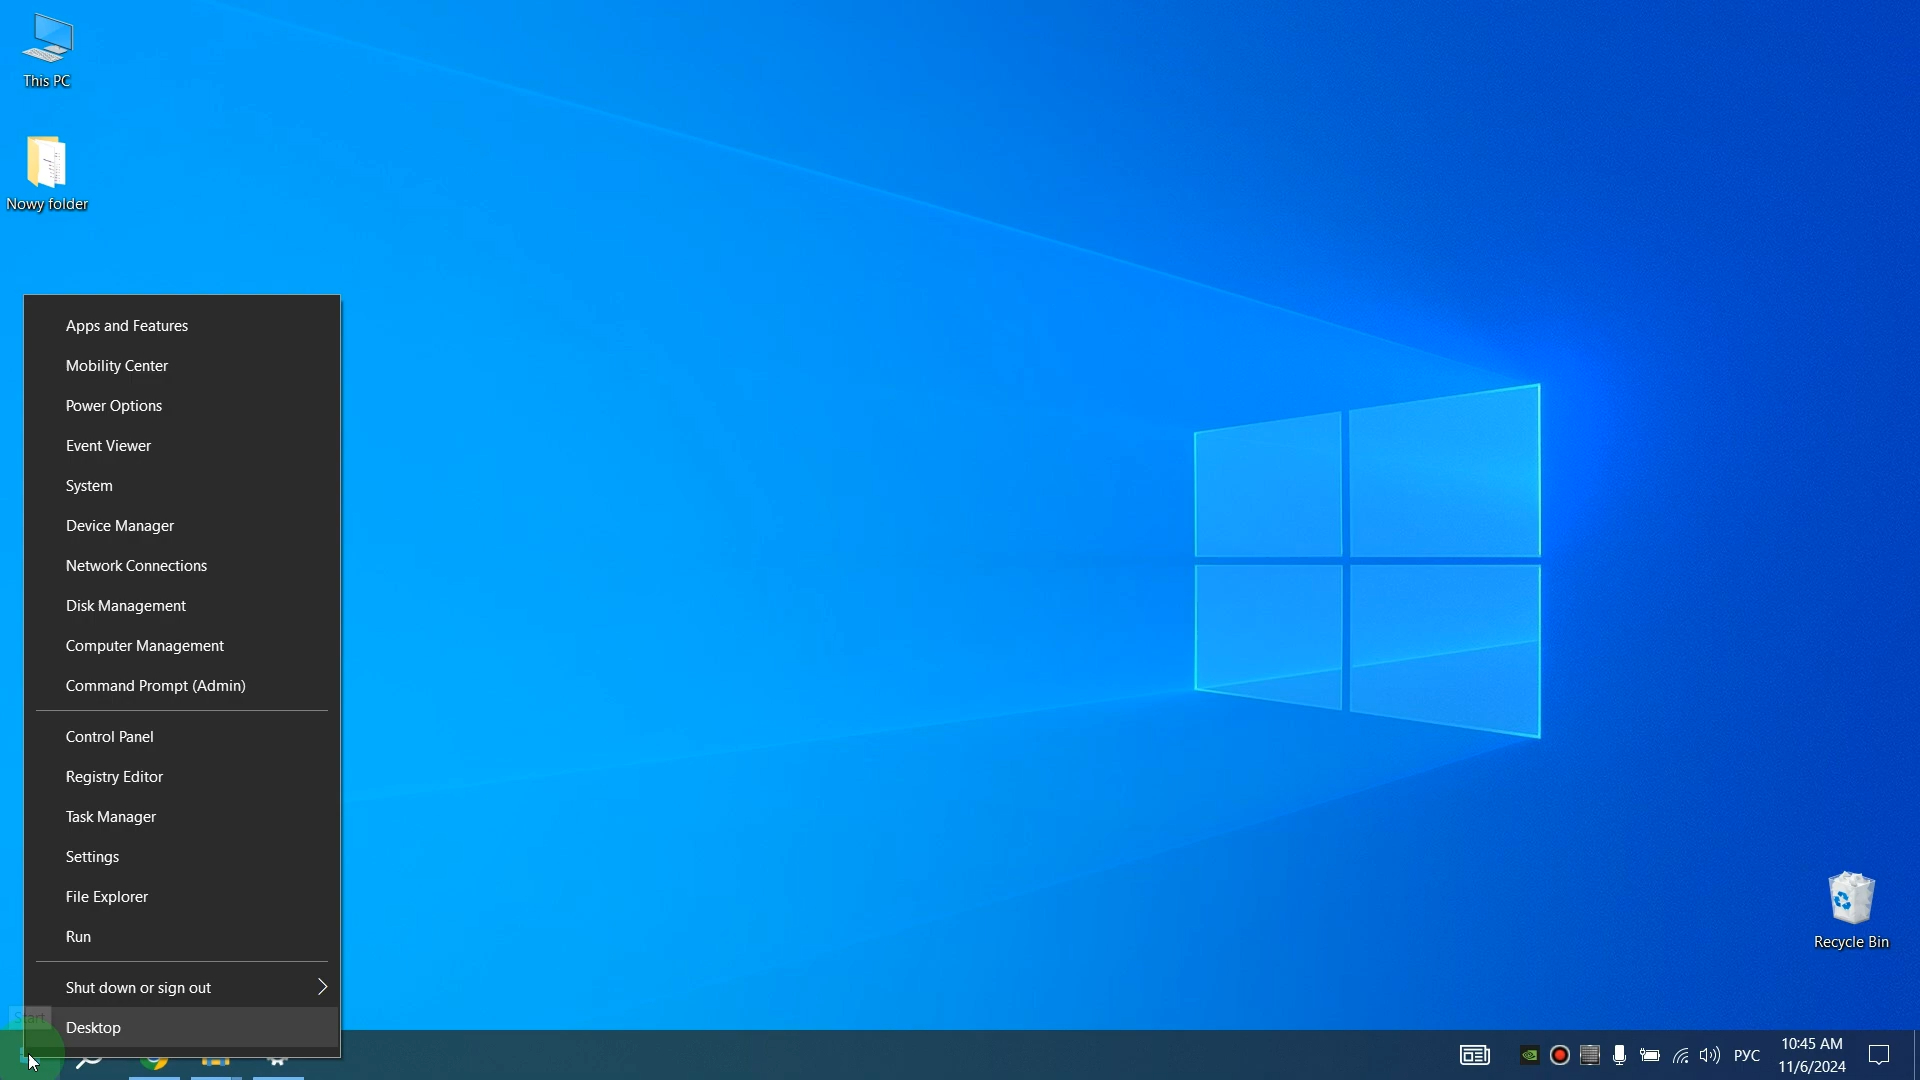 This PC
Nowy folder
Apps and Features
Mobility Center
Power Options
Event Viewer
System
Device Manager
Network Connections
Disk Management
Computer Management
Command Prompt (Admin)
Control Panel
Registry Editor
Task Manager
Settings
File Explorer
Run
Shut down or sign out
Desktop
Start
Recycle Bin
РУС
10:45 AM
11/6/2024